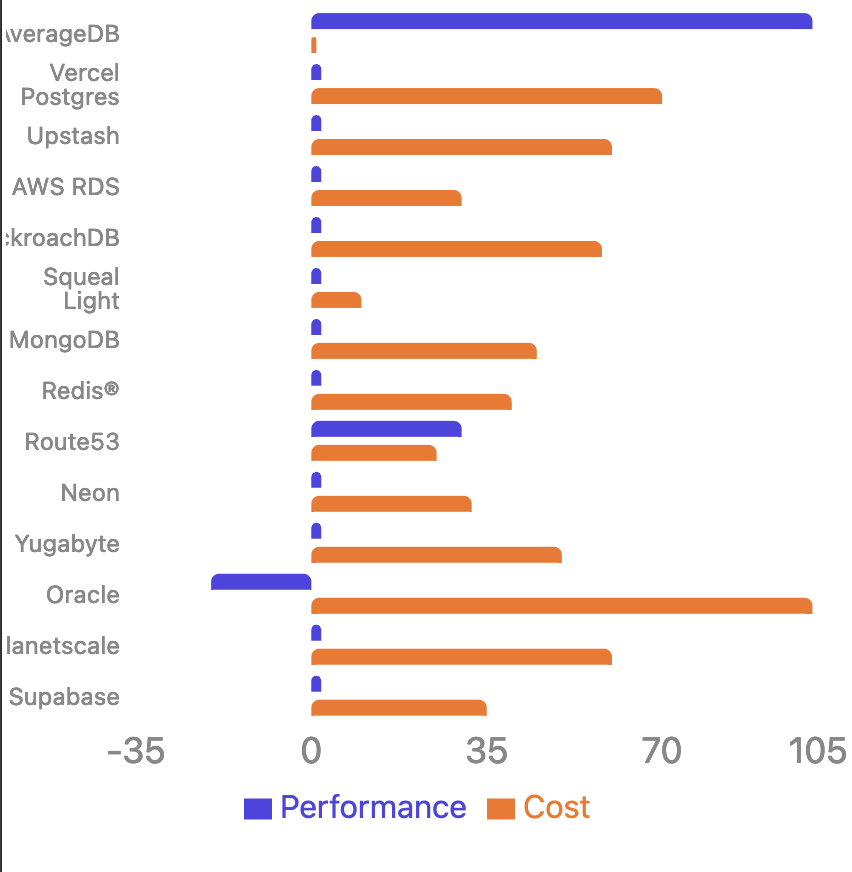 verageDB
Vercel
Postgres
Upstash
AWS RDS
ckroachDB
Squeal
Light
MongoDB
Redis®
Route53
Neon
Yugabyte
Oracle
lanetscale
Supabase
-35 0 35 70 105
Performance Cost